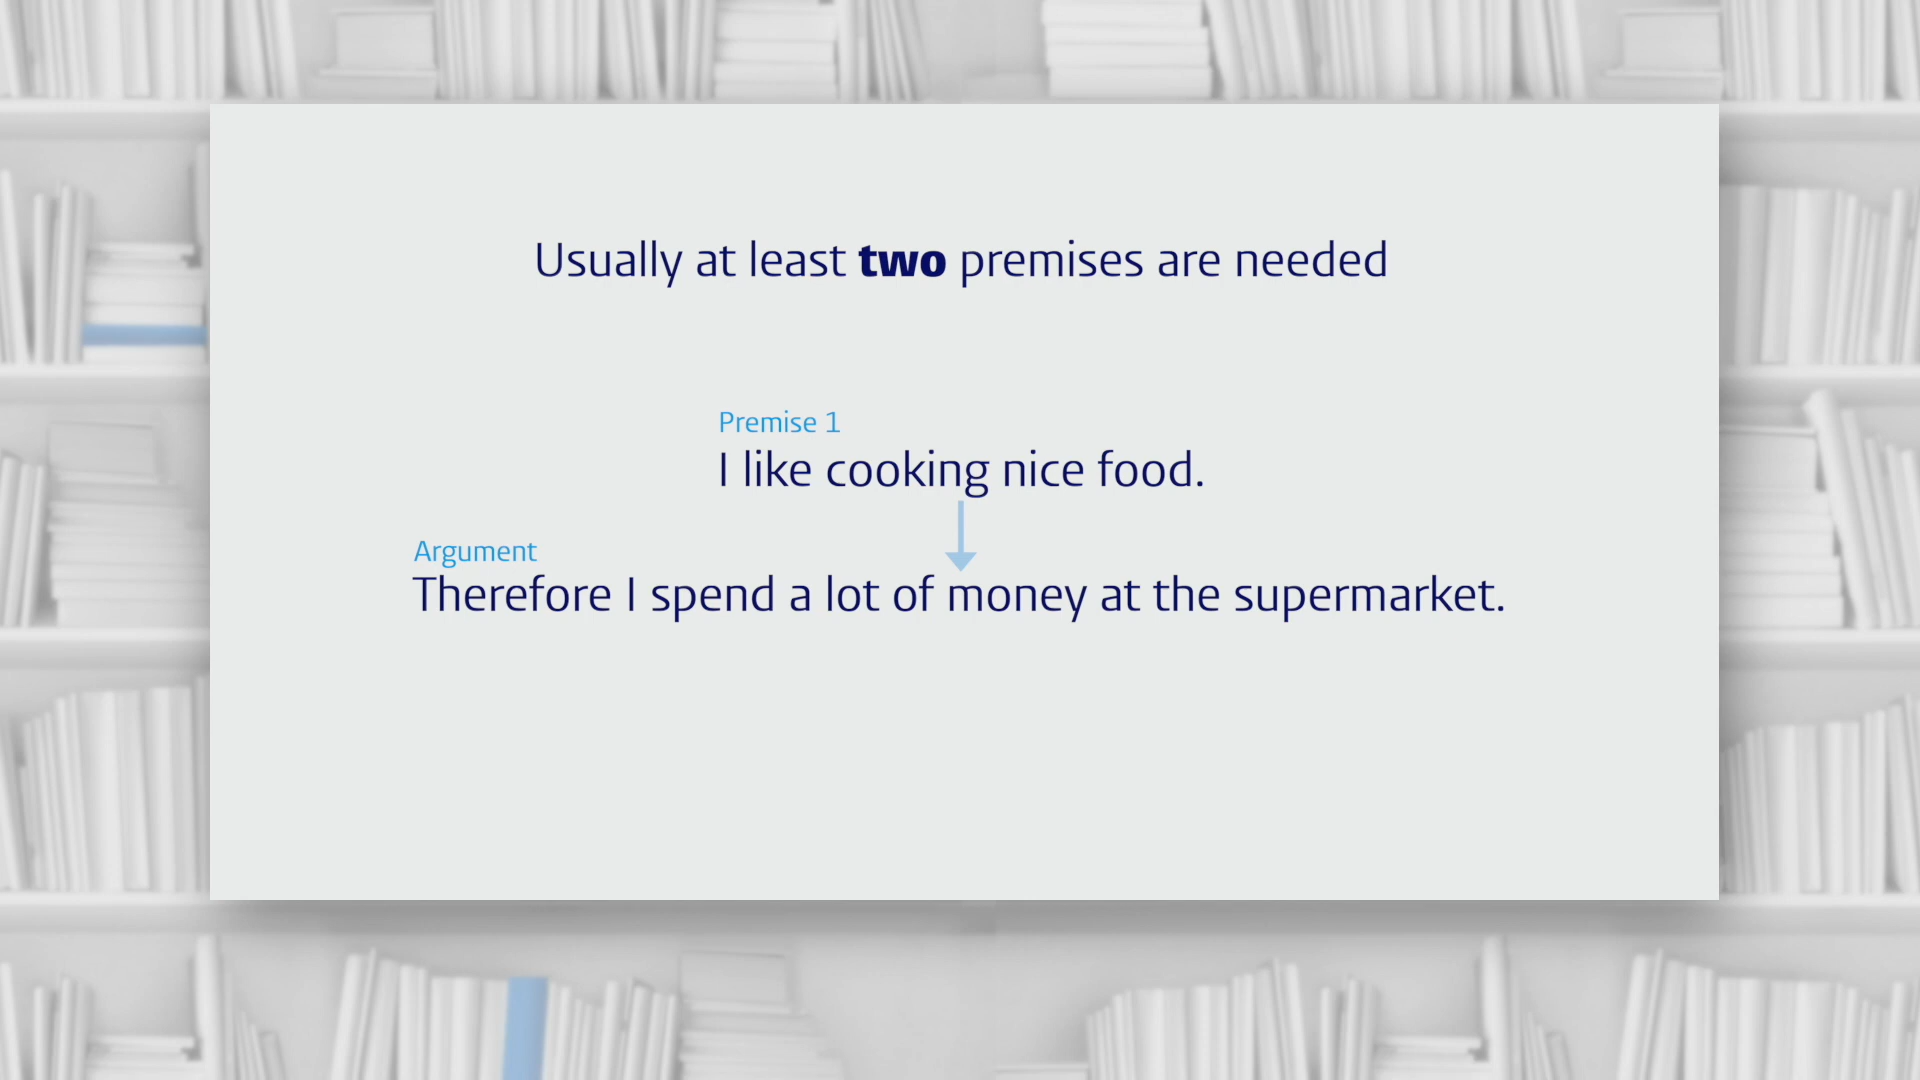 Usually at least two premises are needed
Premise 1
I like cooking nice food.
Argument
Therefore I spend a lot of money at the supermarket.